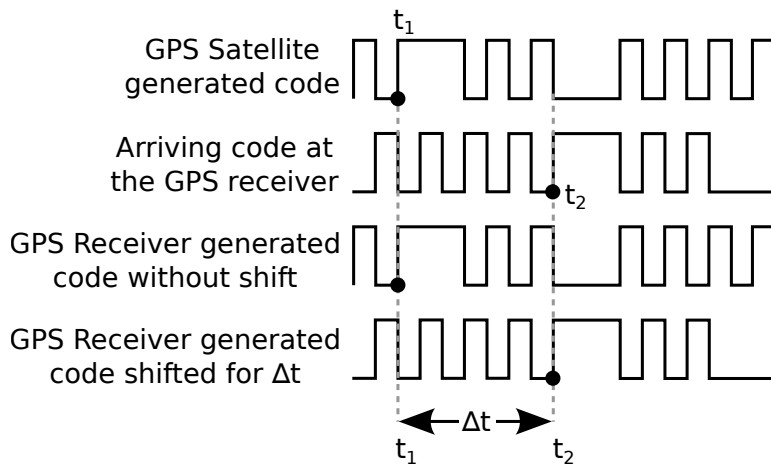 t₁
GPS Satellite
generated code
Arriving code at
the GPS receiver
t₂
GPS Receiver generated
code without shift
GPS Receiver generated
code shifted for Δt
Δt
t₁
t₂